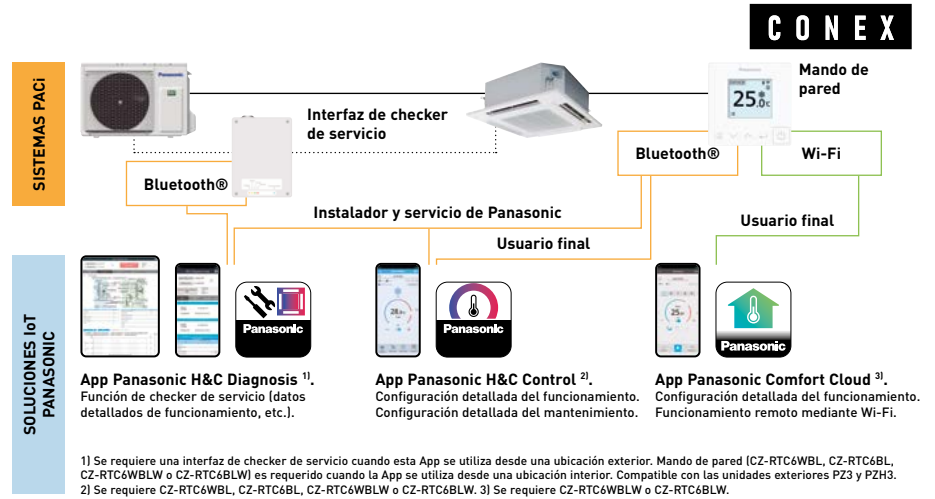 CONEX
SISTEMAS PACi
Panasonic
Panasonic
25.0c
Mando de
pared
Interfaz de checker
de servicio
Bluetooth®
Bluetooth®
Wi-Fi
Instalador y servicio de Panasonic
Usuario final
Usuario final
SOLUCIONES IoT
PANASONIC
Panasonic
28.0
Panasonic
25
Panasonic
App Panasonic H&C Diagnosis 1).
Función de checker de servicio (datos
detallados de funcionamiento, etc.).
App Panasonic H&C Control 2).
Configuración detallada del funcionamiento.
Configuración detallada del mantenimiento.
App Panasonic Comfort Cloud 3).
Configuración detallada del funcionamiento.
Funcionamiento remoto mediante Wi-Fi.
1) Se requiere una interfaz de checker de servicio cuando esta App se utiliza desde una ubicación exterior. Mando de pared (CZ-RTC6WBL, CZ-RTC6BL,
CZ-RTC6WBLW o CZ-RTC6BLW) es requerido cuando la App se utiliza desde una ubicación interior. Compatible con las unidades exteriores PZ3 y PZH3.
2) Se requiere CZ-RTC6WBL, CZ-RTC6BL, CZ-RTC6WBLW o CZ-RTC6BLW. 3) Se requiere CZ-RTC6WBLW o CZ-RTC6BLW.